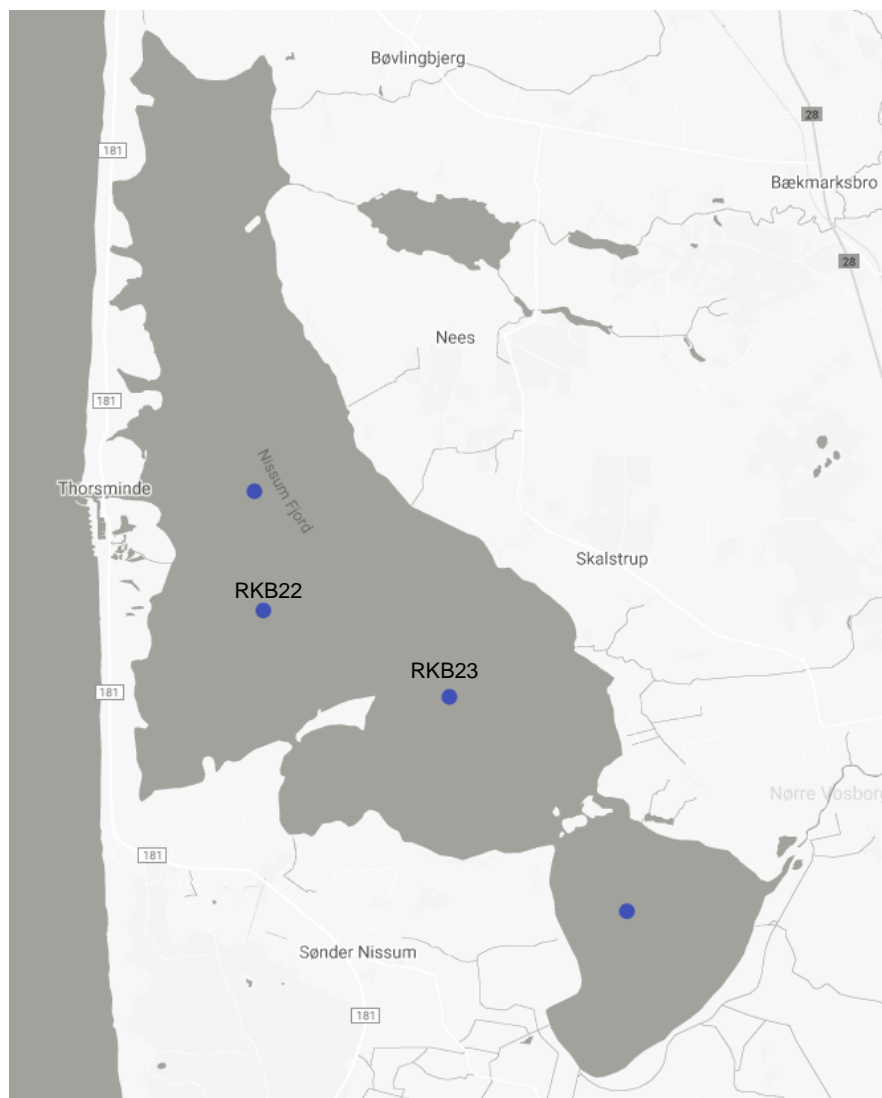 Bøvlingbjerg
28
181
Bækmarksbro
28
Nees
181
Nissum Fjord
Thorsminde
Skalstrup
RKB22
RKB23
181
Nørre Vosborg
181
Sønder Nissum
181